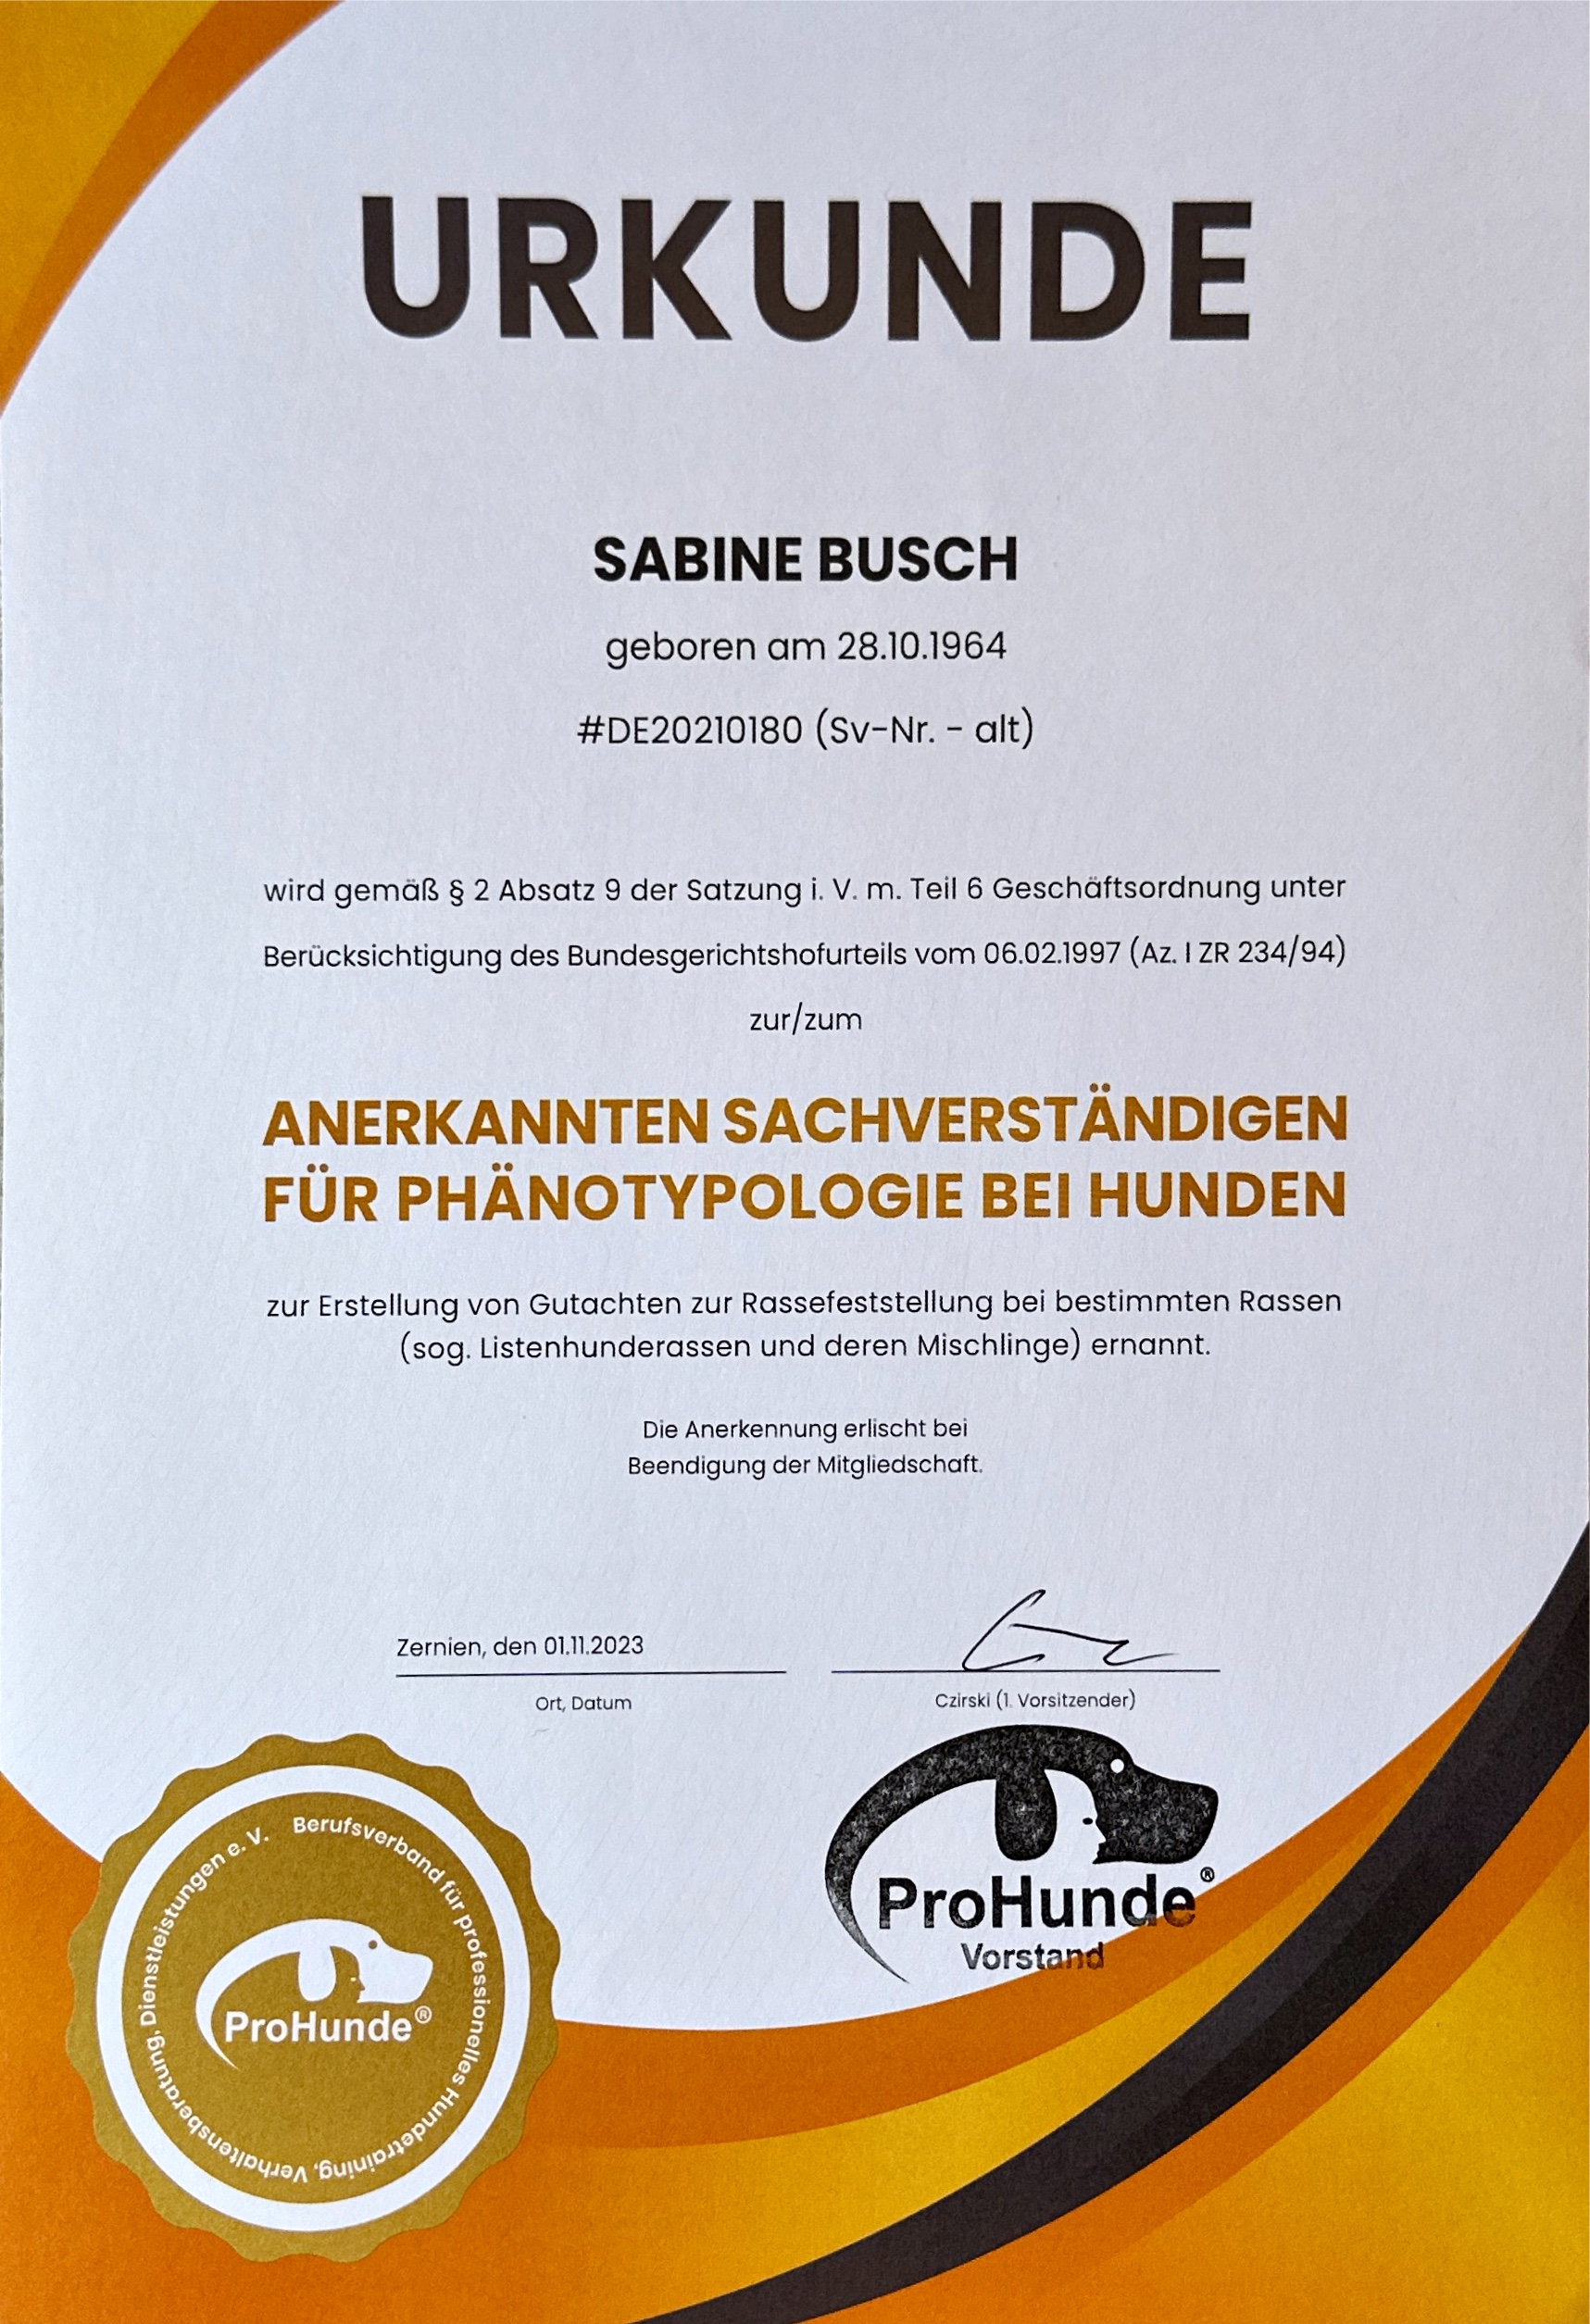 URKUNDE
SABINE BUSCH
geboren am 28.10.1964
#DE20210180 (Sv-Nr. - alt)
wird gemäß § 2 Absatz 9 der Satzung i. V. m. Teil 6 Geschäftsordnung unter
Berücksichtigung des Bundesgerichtshofurteils vom 06.02.1997 (Az. I ZR 234/94)
zur/zum
ANERKANNTEN SACHVERSTÄNDIGEN
FÜR PHÄNOTYPOLOGIE BEI HUNDEN
zur Erstellung von Gutachten zur Rassefeststellung bei bestimmten Rassen
(sog. Listenhunderassen und deren Mischlinge) ernannt.
Die Anerkennung erlischt bei
Beendigung der Mitgliedschaft.
Zernien, den 01.11.2023
Ort, Datum
Czirski (1. Vorsitzender)
ProHunde®
Vorstand
Berufsverband für professionelles Hundetraining, Verhaltensberatung, Dienstleistungen e. V.
ProHunde®